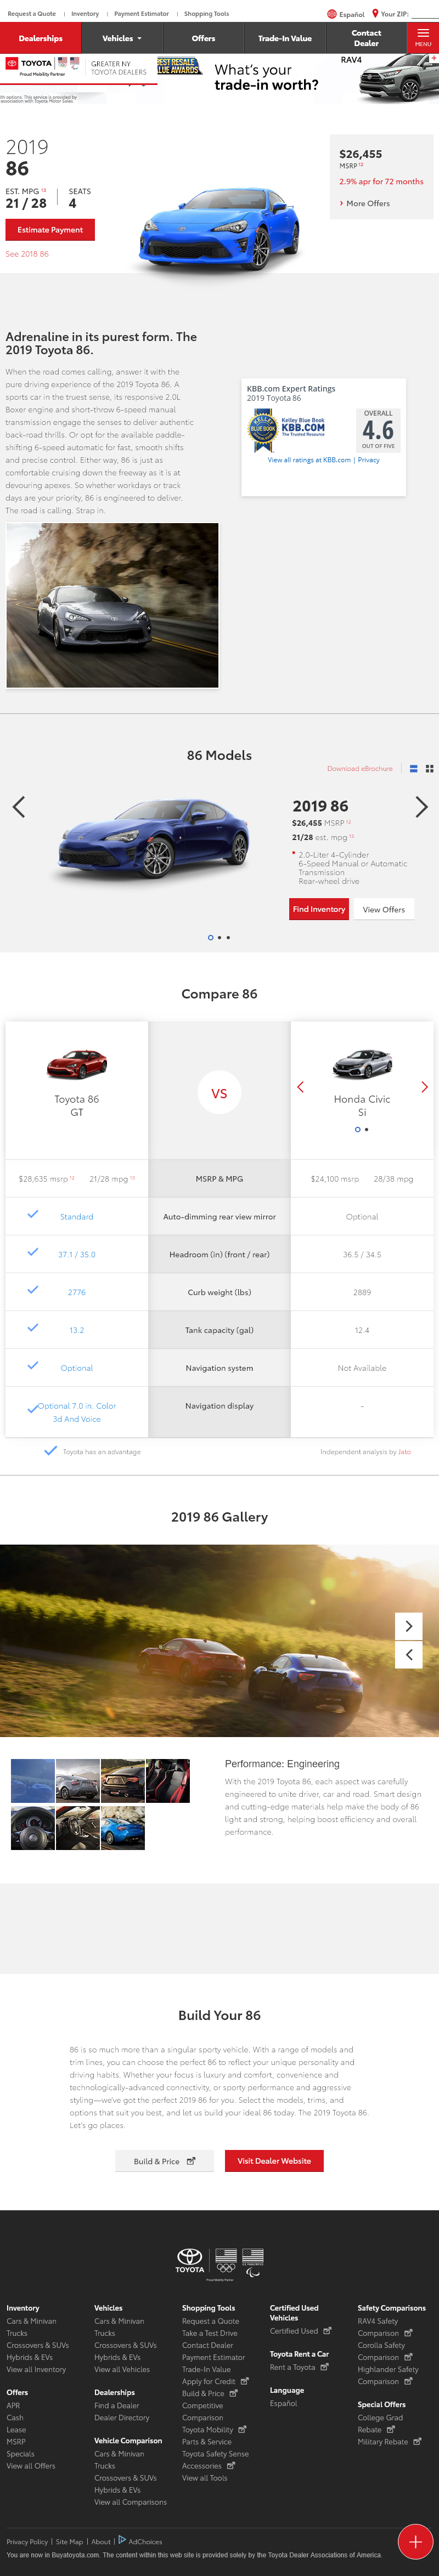 Request a Quote | Inventory | Payment Estimator | Shopping Tools
Español
Your ZIP:
Dealerships
Vehicles
Offers
Trade-In Value
Contact
Dealer
MENU
TOYOTA
Proud Mobility Partner
GREATER NY
TOYOTA DEALERS
BEST RESALE
VALUE AWARDS
What's your
trade-in worth?
RAV4
association with Toyota Motor Sales.
2019
86
EST. MPG 13
21 / 28
SEATS
4
Estimate Payment
See 2018 86
$26,455
MSRP 12
2.9% apr for 72 months
More Offers
Adrenaline in its purest form. The
2019 Toyota 86.
When the road comes calling, answer it with the
pure driving experience of the 2019 Toyota 86. A
sports car in the truest sense, its responsive 2.0L
Boxer engine and short-throw 6-speed manual
transmission engage the senses to deliver authentic
back-road thrills. Or opt for the available paddle-
shifting 6-speed automatic for fast, smooth shifts
and precise control. Either way, 86 is just as
comfortable cruising down the freeway as it is at
devouring apexes. So whether workdays or track
days are your priority, 86 is engineered to deliver.
The road is calling. Strap in.
KBB.com Expert Ratings
2019 Toyota 86
Kelley Blue Book
KBB.COM
The Trusted Resource
OVERALL
4.6
OUT OF FIVE
View all ratings at KBB.com | Privacy
86 Models
Download eBrochure
2019 86
$26,455 MSRP 12
21/28 est. mpg 13
2.0-Liter 4-Cylinder
6-Speed Manual or Automatic
Transmission
Rear-wheel drive
Find Inventory
View Offers
Compare 86
Toyota 86
GT
VS
Honda Civic
Si
$28,635 msrp 12 21/28 mpg 13
MSRP & MPG
$24,100 msrp 28/38 mpg
Standard
Auto-dimming rear view mirror
Optional
37.1 / 35.0
Headroom (in) (front / rear)
36.5 / 34.5
2776
Curb weight (lbs)
2889
13.2
Tank capacity (gal)
12.4
Optional
Navigation system
Not Available
Optional 7.0 in. Color
3d And Voice
Navigation display
-
Toyota has an advantage
Independent analysis by Jato
2019 86 Gallery
Performance: Engineering
With the 2019 Toyota 86, each aspect was carefully
engineered to unite driver, car and road. Smart design
and cutting-edge materials help make the body of 86
light and strong, helping boost efficiency and overall
performance.
Build Your 86
86 is so much more than a singular sporty vehicle. With a range of models and
trim lines, you can choose the perfect 86 to reflect your unique personality and
driving habits. Whether your focus is luxury and comfort, convenience and
technologically-advanced connectivity, or sporty performance and aggressive
styling—we've got the perfect 2019 86 for you. Select the models, trims, and
options that suit you best, and let us build your ideal 86 today. The 2019 Toyota 86.
Let's go places.
Build & Price
Visit Dealer Website
TOYOTA
Inventory
Cars & Minivan
Trucks
Crossovers & SUVs
Hybrids & EVs
View all Inventory
Offers
APR
Cash
Lease
MSRP
Specials
View all Offers
Vehicles
Cars & Minivan
Trucks
Crossovers & SUVs
Hybrids & EVs
View all Vehicles
Dealerships
Find a Dealer
Dealer Directory
Vehicle Comparison
Cars & Minivan
Trucks
Crossovers & SUVs
Hybrids & EVs
View all Comparisons
Shopping Tools
Request a Quote
Take a Test Drive
Contact Dealer
Payment Estimator
Trade-In Value
Apply for Credit
Build & Price
Competitive
Comparison
Toyota Mobility
Parts & Service
Toyota Safety Sense
Accessories
View all Tools
Certified Used
Vehicles
Certified Used
Toyota Rent a Car
Rent a Toyota
Language
Español
Safety Comparisons
RAV4 Safety
Comparison
Corolla Safety
Comparison
Highlander Safety
Comparison
Special Offers
College Grad
Rebate
Military Rebate
Privacy Policy | Site Map | About | AdChoices
You are now in Buyatoyota.com. The content within this web site is provided solely by the Toyota Dealer Associations of America.